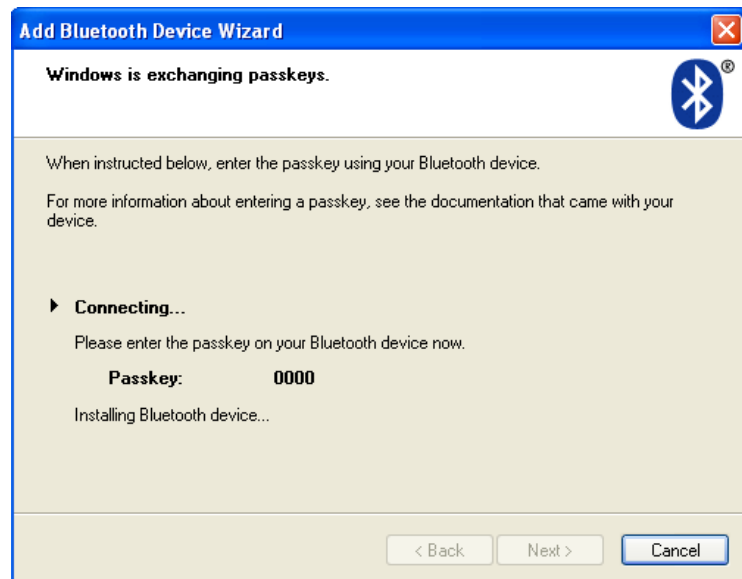 Add Bluetooth Device Wizard
Windows is exchanging passkeys.
®
When instructed below, enter the passkey using your Bluetooth device.
For more information about entering a passkey, see the documentation that came with your
device.
Connecting...
Please enter the passkey on your Bluetooth device now.
Passkey: 0000
Installing Bluetooth device...
< Back Next > Cancel